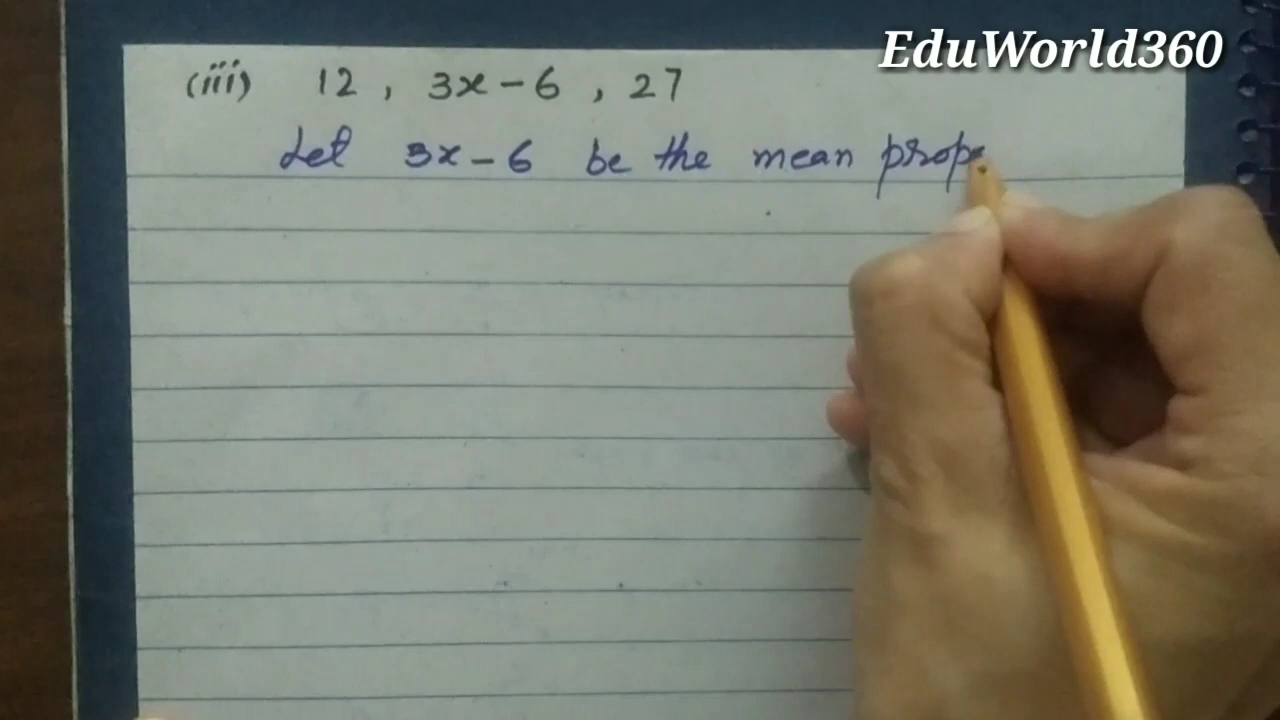 EduWorld360
(iii) 12 , 3x - 6 , 27
Let 3x - 6 be the mean prop